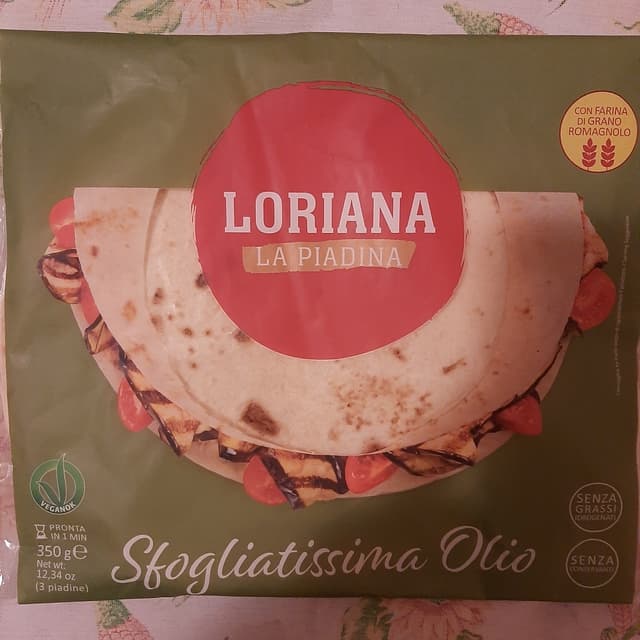 CON FARINA
DI GRANO
ROMAGNOLO
LORIANA
LA PIADINA
VEGANOK
PRONTA
IN 1 MIN
350 g e
Net wt:
12,34 oz
(3 piadine)
Sfogliatissima Olio
SENZA
GRASSI
IDROGENATI
SENZA
CONSERVANTI